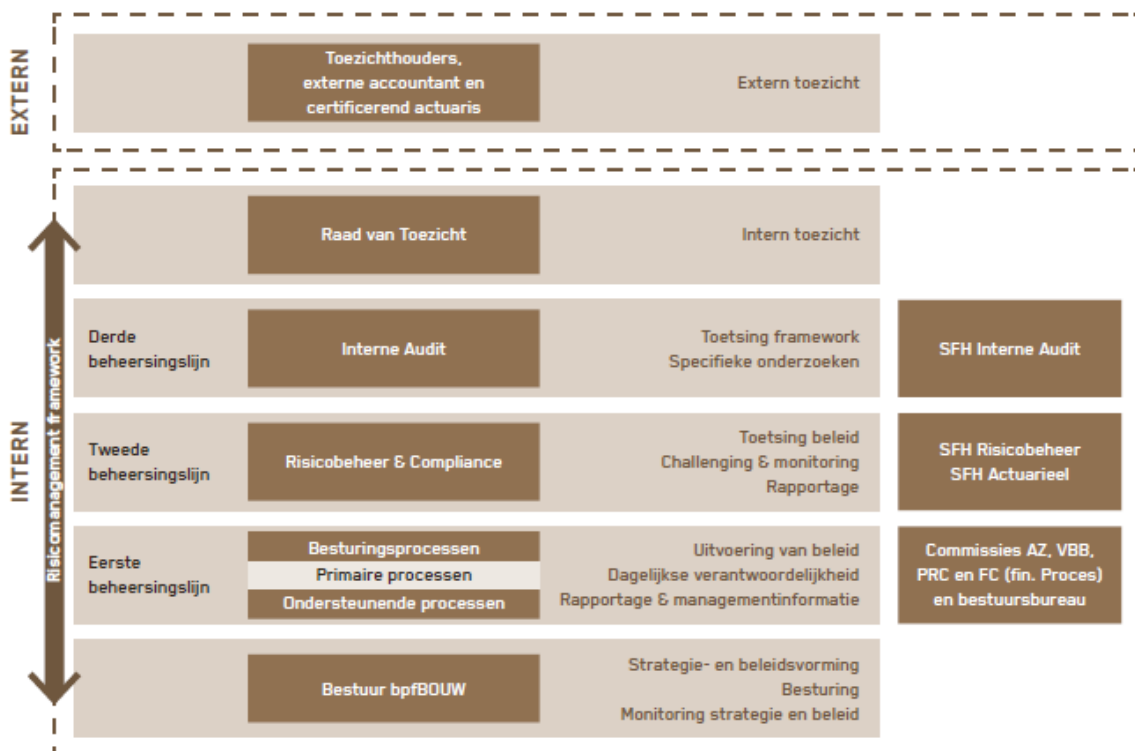 EXTERN
Toezichthouders,
externe accountant en
certificerend actuaris
Extern toezicht
INTERN
Risicomanagement framework
Raad van Toezicht
Intern toezicht
Derde
beheersingslijn
Interne Audit
Toetsing framework
Specifieke onderzoeken
SFH Interne Audit
Tweede
beheersingslijn
Risicobeheer & Compliance
Toetsing beleid
Challenging & monitoring
Rapportage
SFH Risicobeheer
SFH Actuarieel
Eerste
beheersingslijn
Besturingsprocessen
Primaire processen
Ondersteunende processen
Uitvoering van beleid
Dagelijkse verantwoordelijkheid
Rapportage & managementinformatie
Commissies AZ, VBB,
PRC en FC (fin. Proces)
en bestuursbureau
Bestuur bpfBOUW
Strategie- en beleidsvorming
Besturing
Monitoring strategie en beleid